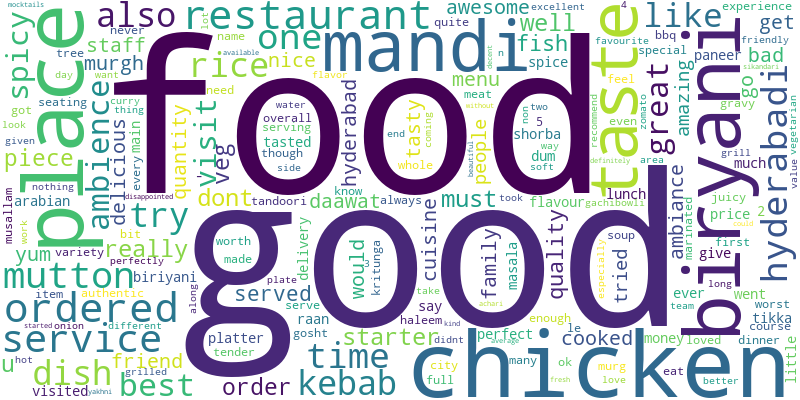 food
good
chicken
biryani
mandi
place
taste
restaurant
mutton
service
ordered
hyderabadi
dish
best
try
rice
one
also
like
time
kebab
great
visit
spicy
ambience
really
must
well
fish
awesome
served
starter
order
quality
family
cuisine
would
tried
cooked
dont
veg
tasty
people
menu
nice
staff
murgh
delicious
quantity
piece
yum
u
friend
visited
biriyani
daawat
hyderabad
shorba
dum
amazing
paneer
get
bad
go
ambiance
price
2
lunch
flavour
masala
say
haleem
perfect
platter
tender
raan
gosht
delivery
worth
made
serve
plate
along
kritunga
3
know
always
took
tandoori
disappointed
variety
perfectly
arabian
musallam
nothing
every
main
thing
curry
given
look
got
seating
day
want
tree
never
lot
name
mocktails
need
flavor
available
water
overall
serving
tasted
though
side
end
whole
coming
meat
spice
quite
excellent
n
decent
without
beautiful
non
two
5
way
soft
recommend
definitely
zomato
even
feel
area
gachibowli
favourite
special
4
bbq
experience
friendly
sikandari
gravy
grill
much
value
vegetarian
juicy
marinated
first
give
could
long
ever
went
team
worst
tikka
course
loved
dinner
money
little
eat
better
soup
especially
enough
le
ok
many
city
full
murg
love
didnt
kind
average
fresh
achari
take
bit
authentic
different
item
started
onion
hot
grilled
yakhni
work